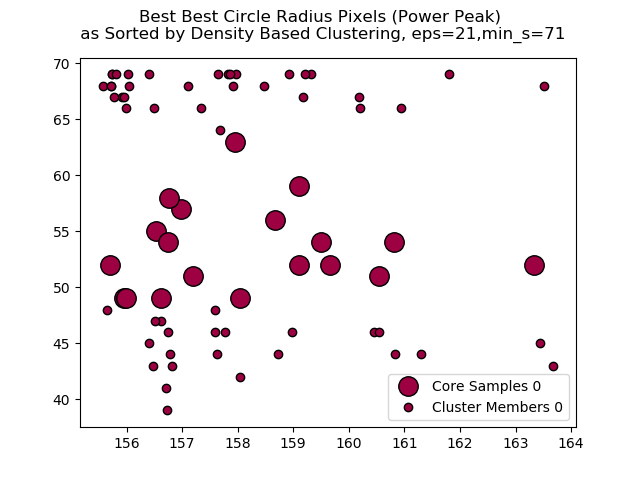 Best Best Circle Radius Pixels (Power Peak)
as Sorted by Density Based Clustering, eps=21,min_s=71
70
65
60
55
50
45
40
Core Samples 0
Cluster Members 0
156 157 158 159 160 161 162 163 164